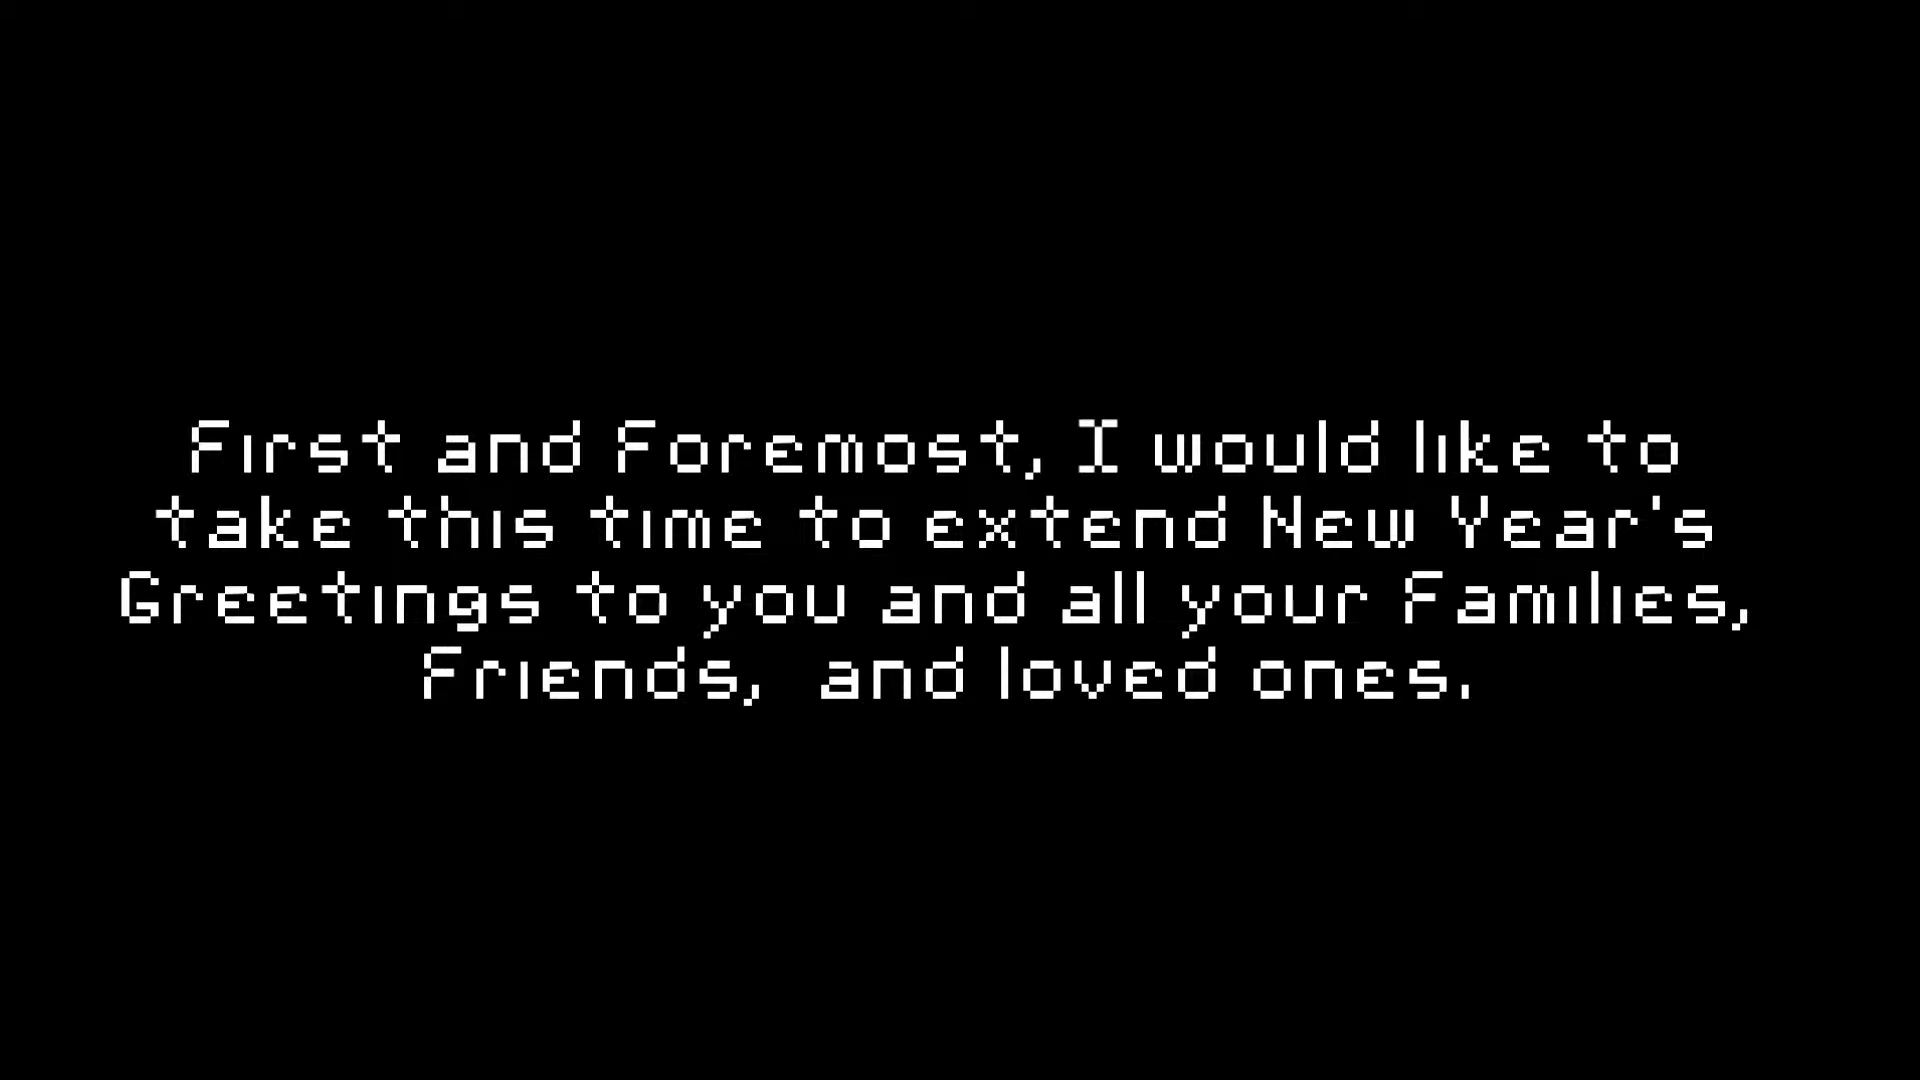 First and Foremost, I would like to
take this time to extend New Year's
Greetings to you and all your Families,
Friends,  and loved ones.